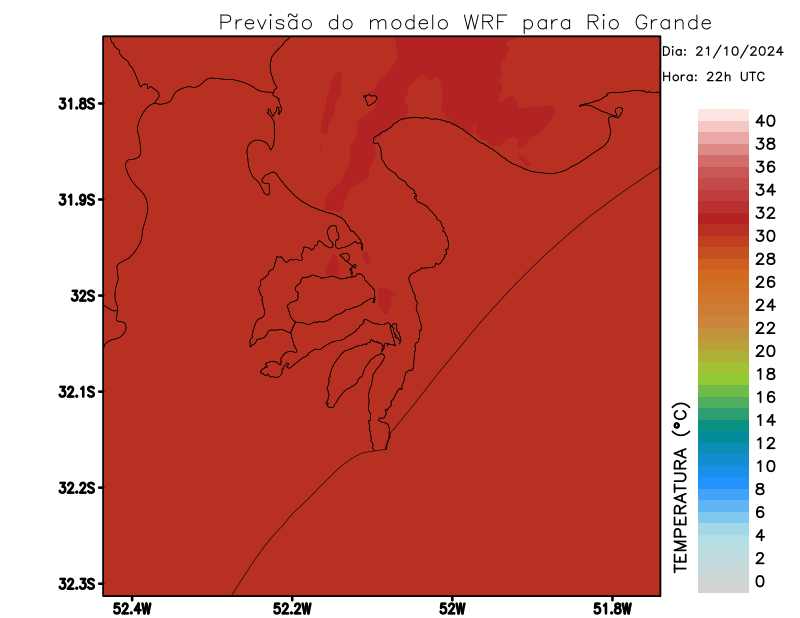 Previsão do modelo WRF para Rio Grande
Dia: 21/10/2024
Hora: 22h UTC
31.8S
31.9S
32S
32.1S
32.2S
32.3S
52.4W
52.2W
52W
51.8W
TEMPERATURA (°C)
40
38
36
34
32
30
28
26
24
22
20
18
16
14
12
10
8
6
4
2
0